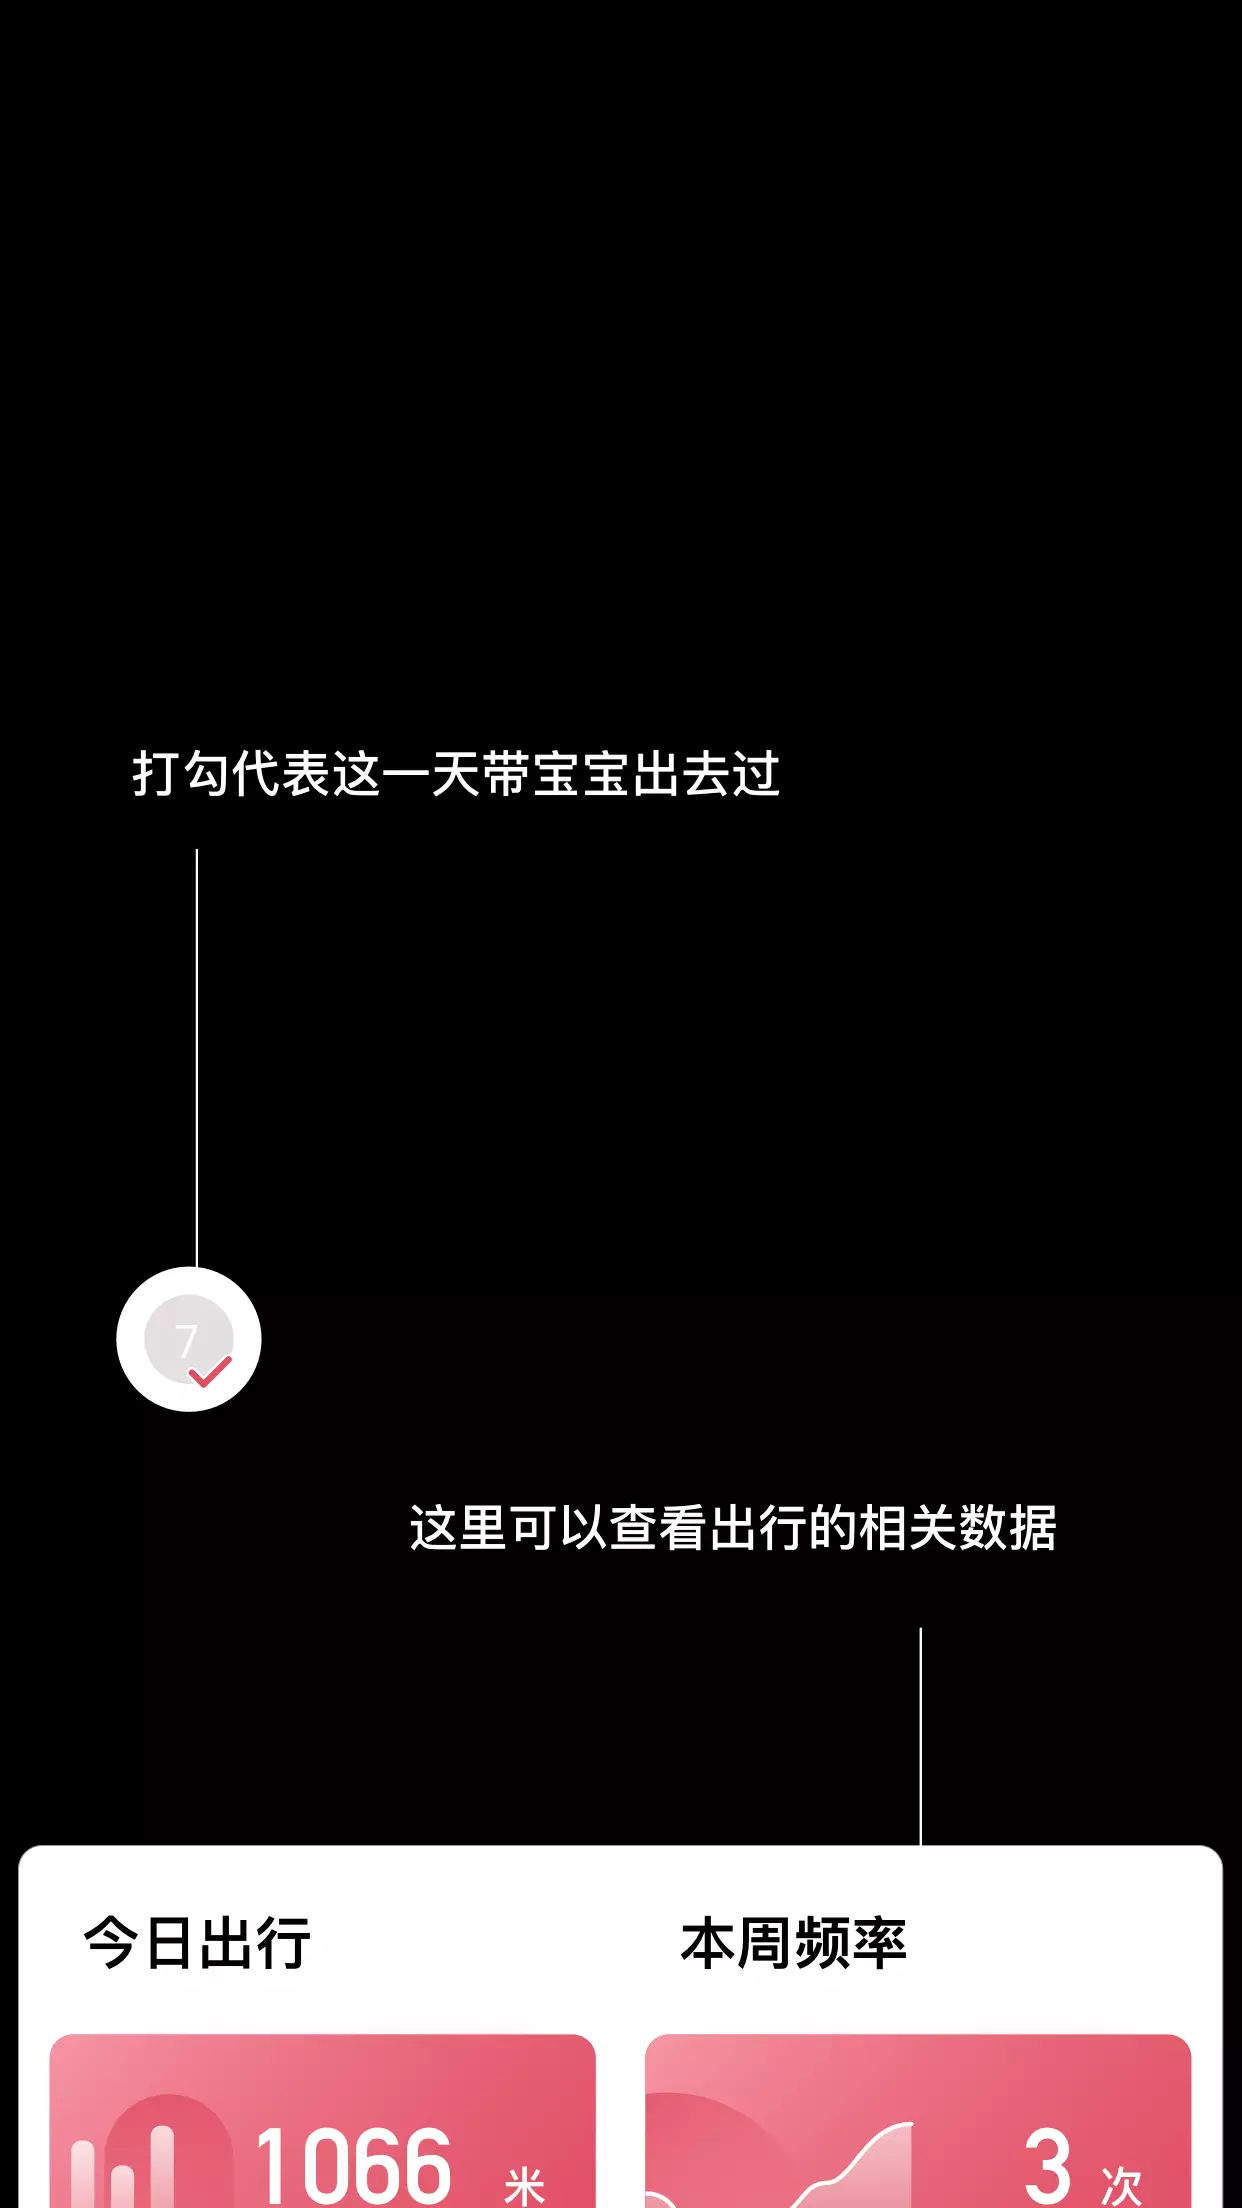 打勾代表这一天带宝宝出去过
7
这里可以查看出行的相关数据
今日出行 本周频率
1066 米 3 次